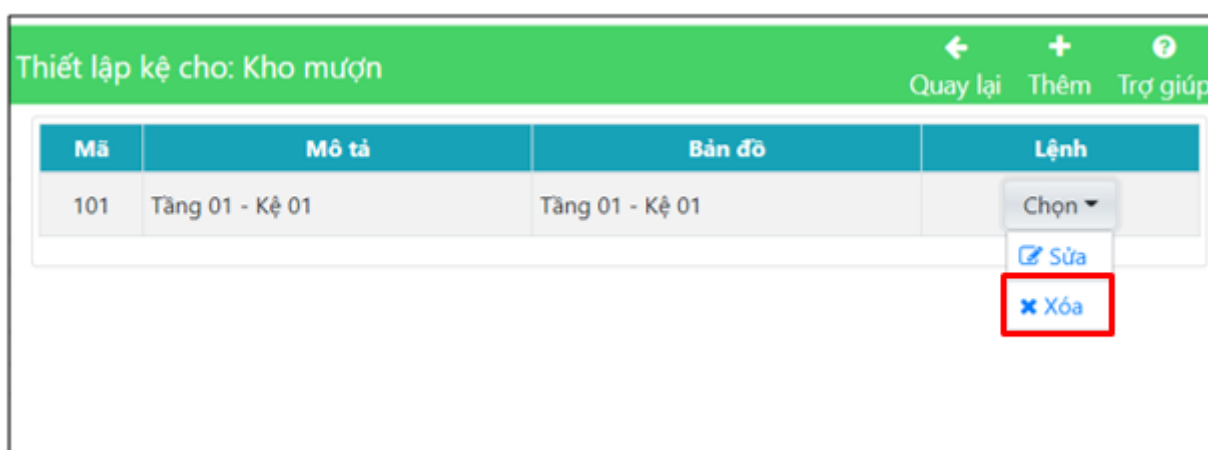 Thiết lập kệ cho: Kho mượn
Quay lại Thêm Trợ giúp
Mã Mô tả Bản đồ Lệnh
101 Tầng 01 - Kệ 01 Tầng 01 - Kệ 01 Chọn
Sửa
Xóa